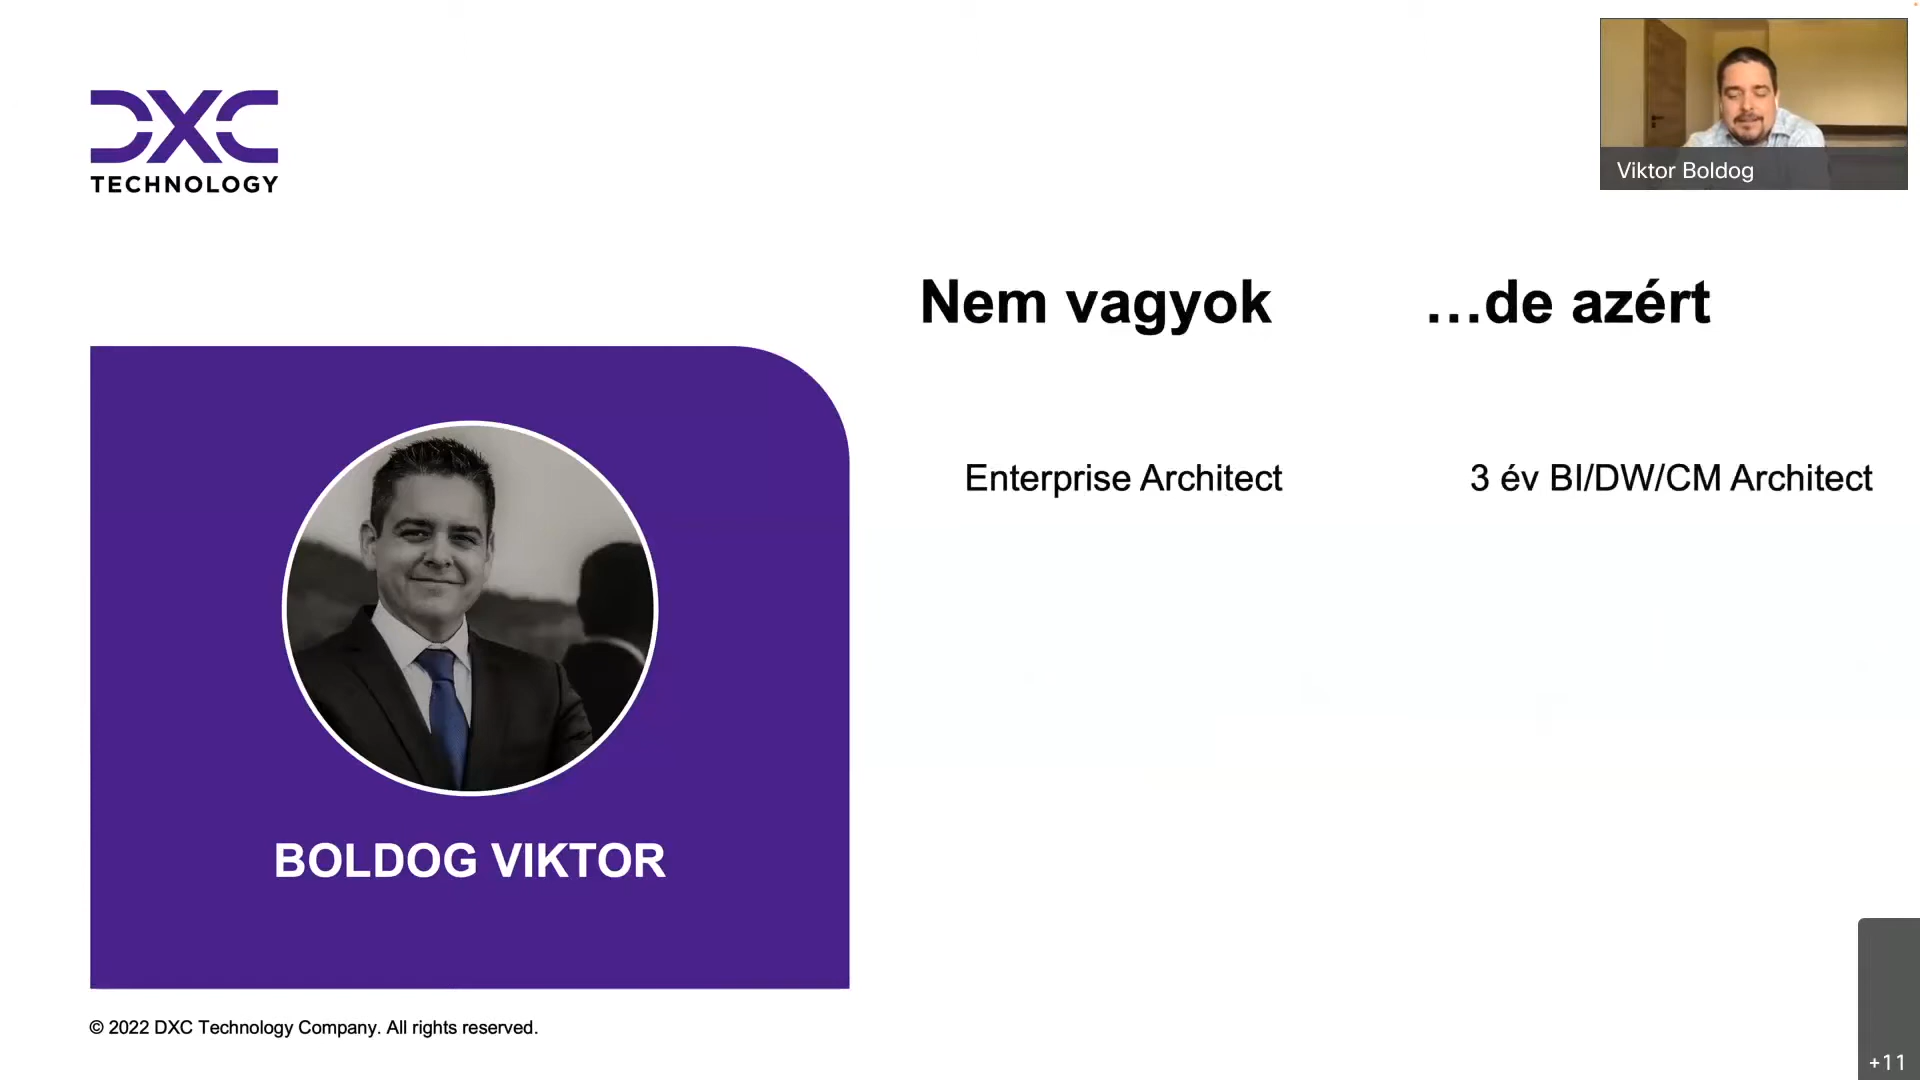 DXC
TECHNOLOGY
Viktor Boldog
Nem vagyok
…de azért
Enterprise Architect
3 év BI/DW/CM Architect
BOLDOG VIKTOR
© 2022 DXC Technology Company. All rights reserved.
+11